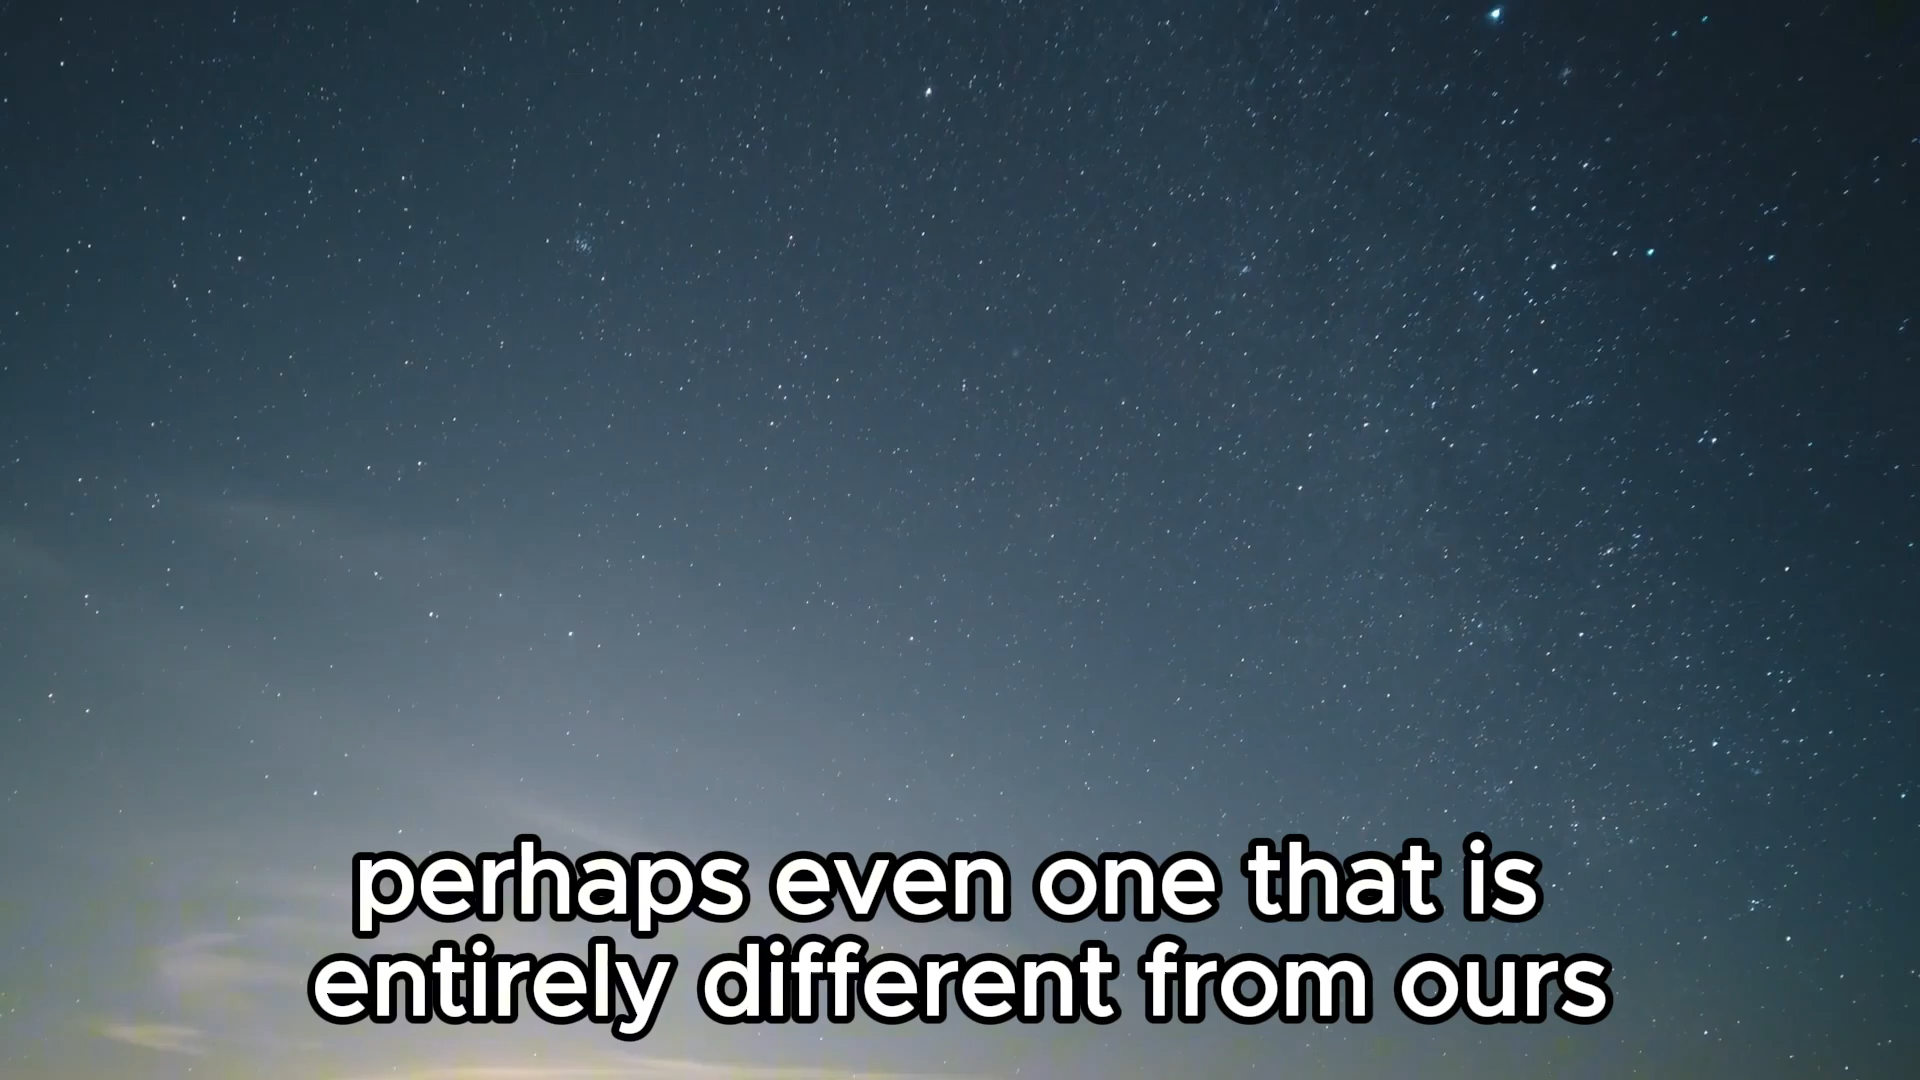 perhaps even one that is
entirely different from ours